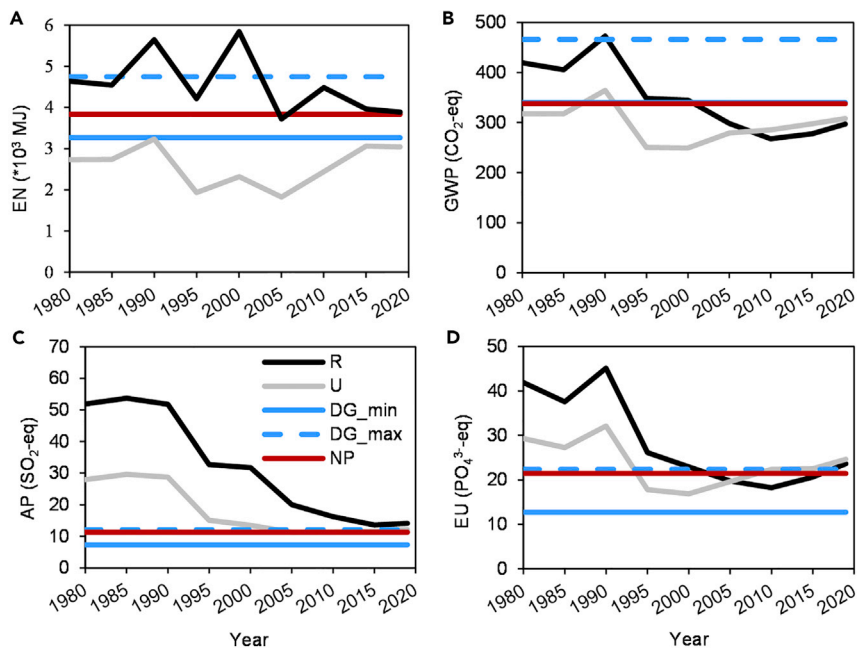 A
EN (*10³ MJ)
6
5
4
3
2
1
0
1980 1985 1990 1995 2000 2005 2010 2015 2020
B
GWP (CO₂-eq)
500
400
300
200
100
0
1980 1985 1990 1995 2000 2005 2010 2015 2020
C
AP (SO₂-eq)
70
60
50
40
30
20
10
0
R
U
DG_min
DG_max
NP
1980 1985 1990 1995 2000 2005 2010 2015 2020
Year
D
EU (PO₄³⁻-eq)
50
40
30
20
10
0
1980 1985 1990 1995 2000 2005 2010 2015 2020
Year